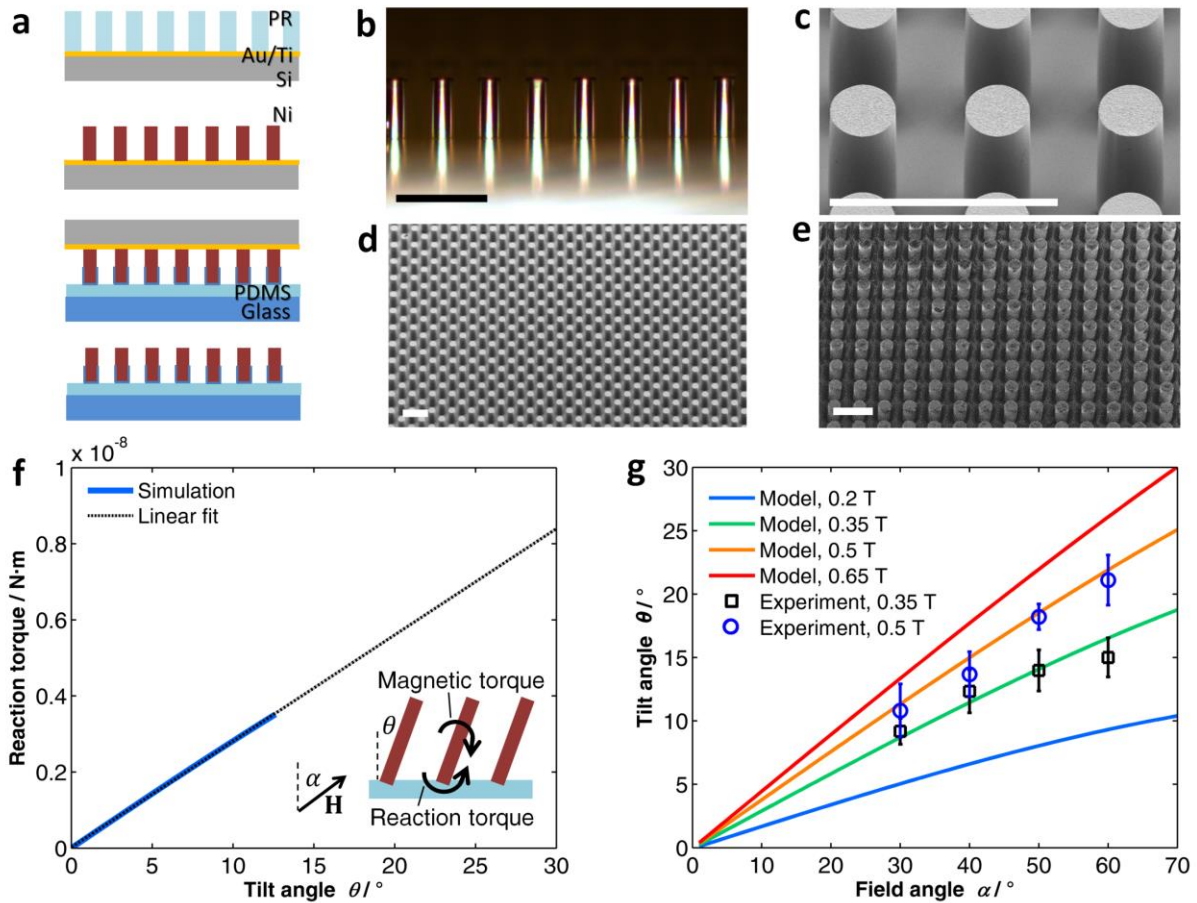 a
PR
Au/Ti
Si
Ni
PDMS
Glass
b
c
d
e
f
1 x 10⁻⁸
0.8
0.6
0.4
0.2
0
Reaction torque / N·m
Simulation
Linear fit
Magnetic torque
θ
α
H
Reaction torque
0 5 10 15 20 25 30
Tilt angle θ / °
g
30
25
20
15
10
5
0
Tilt angle θ / °
Model, 0.2 T
Model, 0.35 T
Model, 0.5 T
Model, 0.65 T
Experiment, 0.35 T
Experiment, 0.5 T
0 10 20 30 40 50 60 70
Field angle α / °